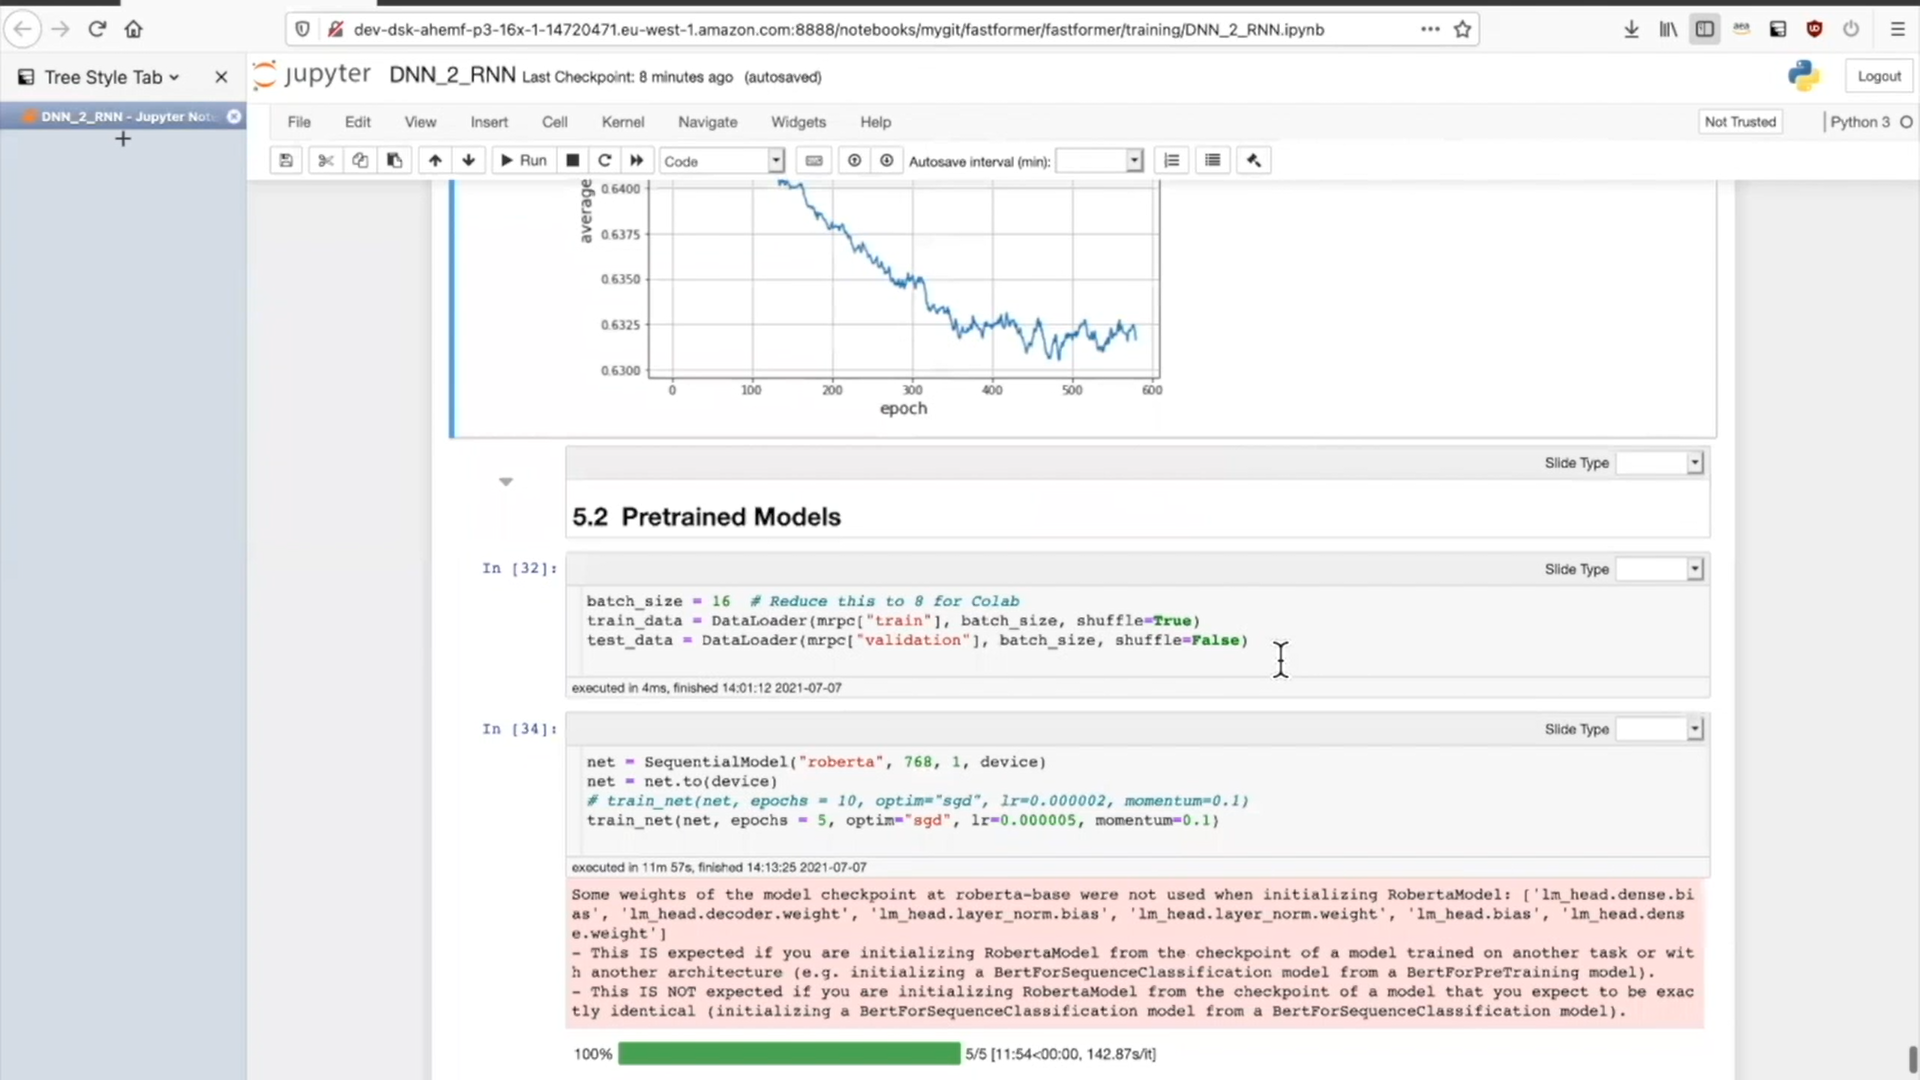 dev-dsk-ahemf-p3-16x-1-14720471.eu-west-1.amazon.com:8888/notebooks/mygit/fastformer/fastformer/training/DNN_2_RNN.ipynb
Tree Style Tab
jupyter DNN_2_RNN Last Checkpoint: 8 minutes ago (autosaved)
Logout
DNN_2_RNN - Jupyter Note
File Edit View Insert Cell Kernel Navigate Widgets Help
Not Trusted
Python 3
Run
Code
Autosave interval (min):
average
0.6400
0.6375
0.6350
0.6325
0.6300
0 100 200 300 400 500 600
epoch
Slide Type
5.2 Pretrained Models
In [32]:
Slide Type
batch_size = 16 # Reduce this to 8 for Colab
train_data = DataLoader(mrpc["train"], batch_size, shuffle=True)
test_data = DataLoader(mrpc["validation"], batch_size, shuffle=False)
executed in 4ms, finished 14:01:12 2021-07-07
In [34]:
Slide Type
net = SequentialModel("roberta", 768, 1, device)
net = net.to(device)
# train_net(net, epochs = 10, optim="sgd", lr=0.000002, momentum=0.1)
train_net(net, epochs = 5, optim="sgd", lr=0.000005, momentum=0.1)
executed in 11m 57s, finished 14:13:25 2021-07-07
Some weights of the model checkpoint at roberta-base were not used when initializing RobertaModel: ['lm_head.dense.bi
as', 'lm_head.decoder.weight', 'lm_head.layer_norm.bias', 'lm_head.layer_norm.weight', 'lm_head.bias', 'lm_head.dens
e.weight']
- This IS expected if you are initializing RobertaModel from the checkpoint of a model trained on another task or wit
h another architecture (e.g. initializing a BertForSequenceClassification model from a BertForPreTraining model).
- This IS NOT expected if you are initializing RobertaModel from the checkpoint of a model that you expect to be exac
tly identical (initializing a BertForSequenceClassification model from a BertForSequenceClassification model).
100% 5/5 [11:54<00:00, 142.87s/it]